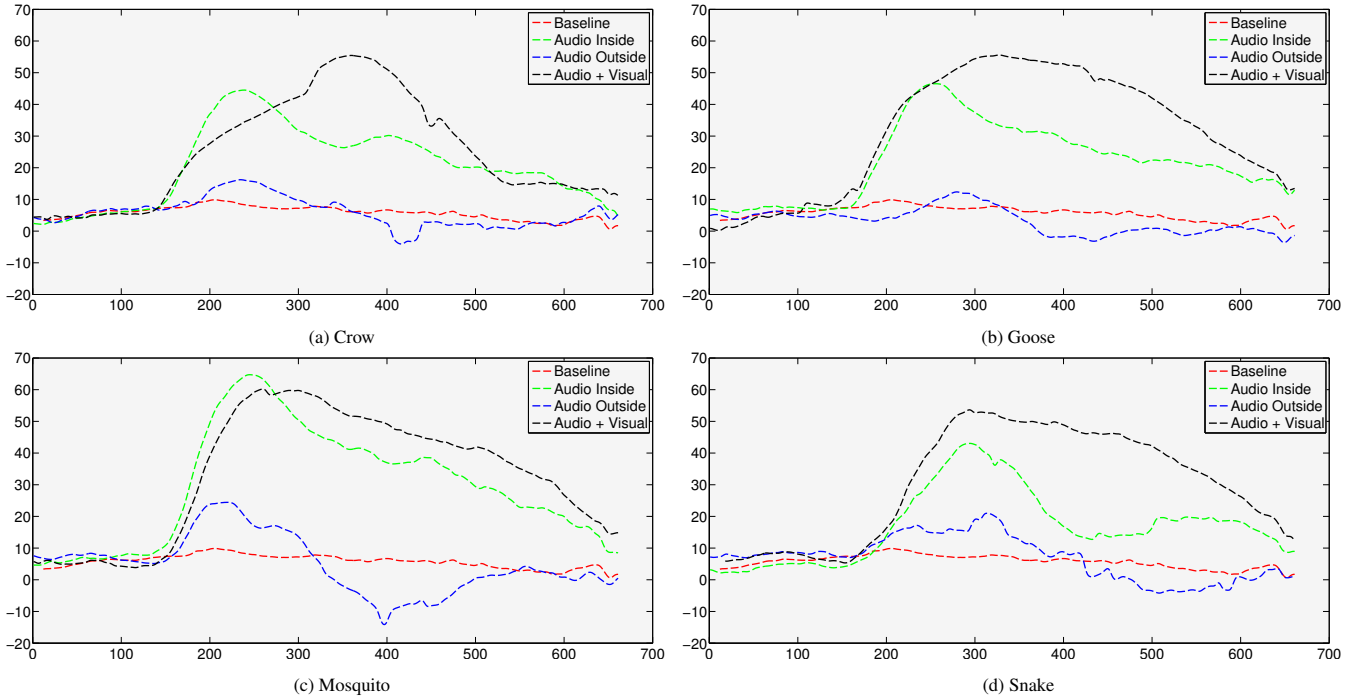 70
60
50
40
30
20
10
0
−10
−20
0 100 200 300 400 500 600 700
Baseline
Audio Inside
Audio Outside
Audio + Visual
(a) Crow
70
60
50
40
30
20
10
0
−10
−20
0 100 200 300 400 500 600 700
Baseline
Audio Inside
Audio Outside
Audio + Visual
(b) Goose
70
60
50
40
30
20
10
0
−10
−20
0 100 200 300 400 500 600 700
Baseline
Audio Inside
Audio Outside
Audio + Visual
(c) Mosquito
70
60
50
40
30
20
10
0
−10
−20
0 100 200 300 400 500 600 700
Baseline
Audio Inside
Audio Outside
Audio + Visual
(d) Snake